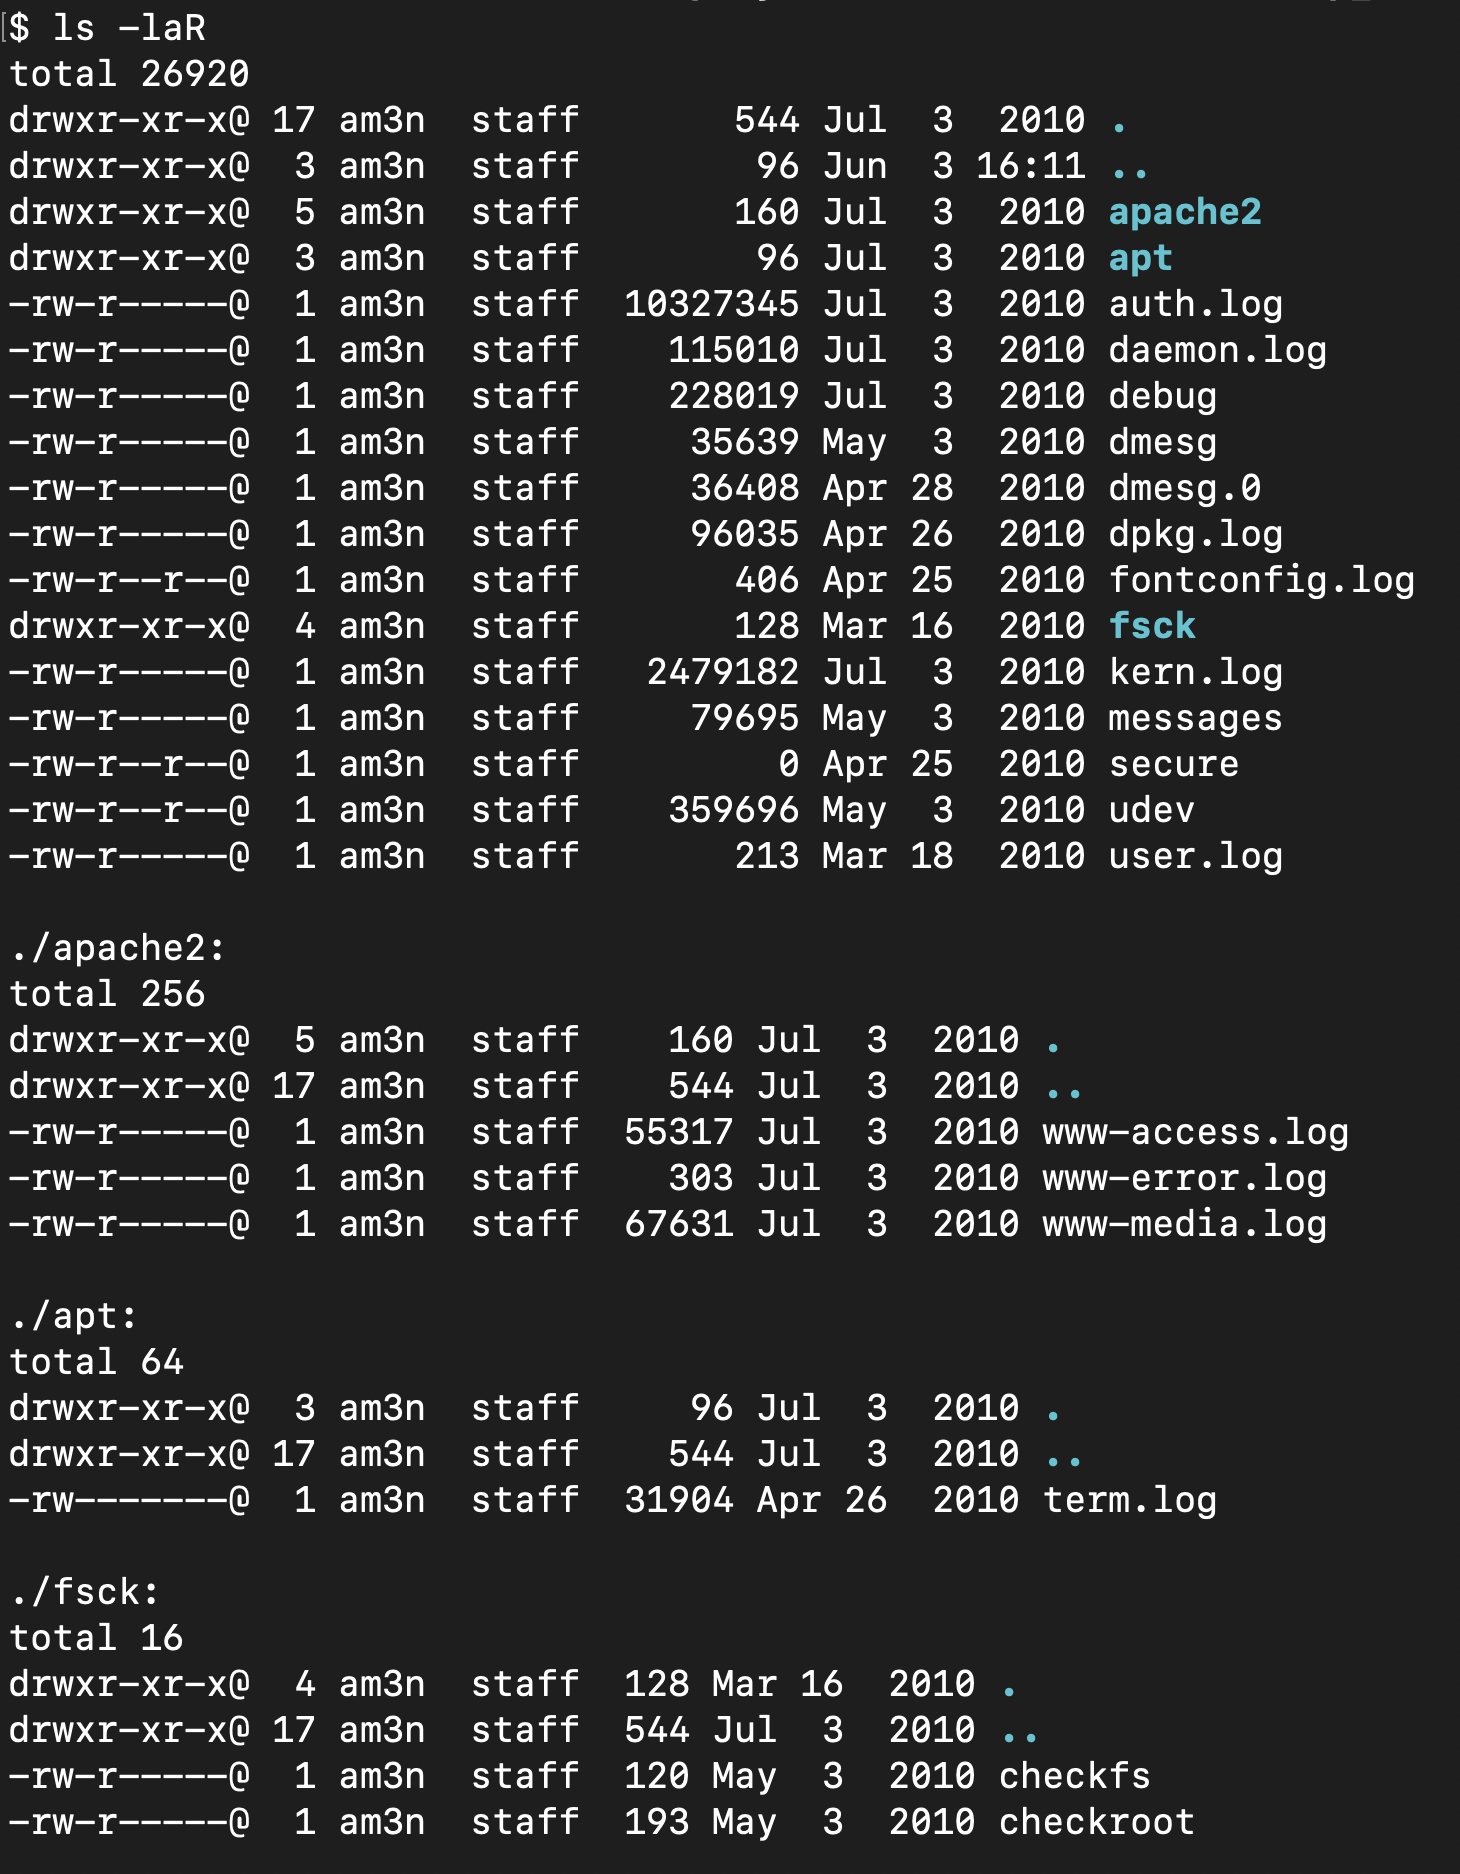 $ ls -laR
total 26920
drwxr-xr-x@ 17 am3n  staff       544 Jul  3  2010 .
drwxr-xr-x@  3 am3n  staff        96 Jun  3 16:11 ..
drwxr-xr-x@  5 am3n  staff       160 Jul  3  2010 apache2
drwxr-xr-x@  3 am3n  staff        96 Jul  3  2010 apt
-rw-r-----@  1 am3n  staff  10327345 Jul  3  2010 auth.log
-rw-r-----@  1 am3n  staff    115010 Jul  3  2010 daemon.log
-rw-r-----@  1 am3n  staff    228019 Jul  3  2010 debug
-rw-r-----@  1 am3n  staff     35639 May  3  2010 dmesg
-rw-r-----@  1 am3n  staff     36408 Apr 28  2010 dmesg.0
-rw-r-----@  1 am3n  staff     96035 Apr 26  2010 dpkg.log
-rw-r--r--@  1 am3n  staff       406 Apr 25  2010 fontconfig.log
drwxr-xr-x@  4 am3n  staff       128 Mar 16  2010 fsck
-rw-r-----@  1 am3n  staff   2479182 Jul  3  2010 kern.log
-rw-r-----@  1 am3n  staff     79695 May  3  2010 messages
-rw-r--r--@  1 am3n  staff         0 Apr 25  2010 secure
-rw-r--r--@  1 am3n  staff    359696 May  3  2010 udev
-rw-r-----@  1 am3n  staff       213 Mar 18  2010 user.log

./apache2:
total 256
drwxr-xr-x@  5 am3n  staff    160 Jul  3  2010 .
drwxr-xr-x@ 17 am3n  staff    544 Jul  3  2010 ..
-rw-r-----@  1 am3n  staff  55317 Jul  3  2010 www-access.log
-rw-r-----@  1 am3n  staff    303 Jul  3  2010 www-error.log
-rw-r-----@  1 am3n  staff  67631 Jul  3  2010 www-media.log

./apt:
total 64
drwxr-xr-x@  3 am3n  staff     96 Jul  3  2010 .
drwxr-xr-x@ 17 am3n  staff    544 Jul  3  2010 ..
-rw-------@  1 am3n  staff  31904 Apr 26  2010 term.log

./fsck:
total 16
drwxr-xr-x@  4 am3n  staff  128 Mar 16  2010 .
drwxr-xr-x@ 17 am3n  staff  544 Jul  3  2010 ..
-rw-r-----@  1 am3n  staff  120 May  3  2010 checkfs
-rw-r-----@  1 am3n  staff  193 May  3  2010 checkroot